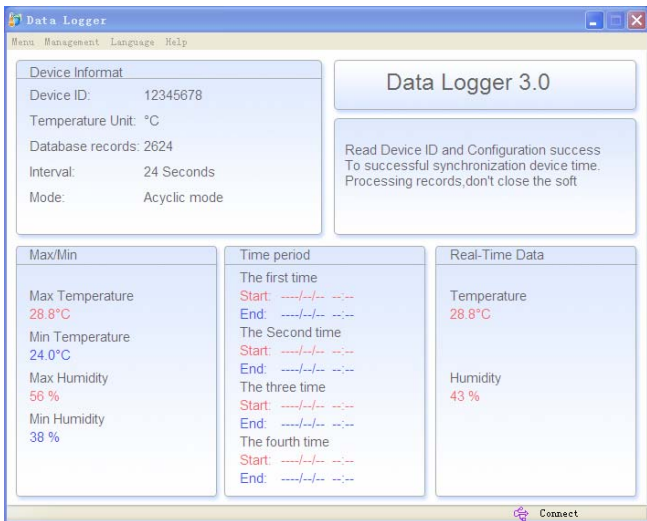 Data Logger
Menu Management Language Help
Device Informat
Device ID: 12345678
Temperature Unit: °C
Database records: 2624
Interval: 24 Seconds
Mode: Acyclic mode
Data Logger 3.0
Read Device ID and Configuration success
To successful synchronization device time.
Processing records,don't close the soft
Max/Min
Max Temperature
28.8°C
Min Temperature
24.0°C
Max Humidity
56 %
Min Humidity
38 %
Time period
The first time
Start: ----/--/-- --:--
End: ----/--/-- --:--
The Second time
Start: ----/--/-- --:--
End: ----/--/-- --:--
The three time
Start: ----/--/-- --:--
End: ----/--/-- --:--
The fourth time
Start: ----/--/-- --:--
End: ----/--/-- --:--
Real-Time Data
Temperature
28.8°C
Humidity
43 %
Connect